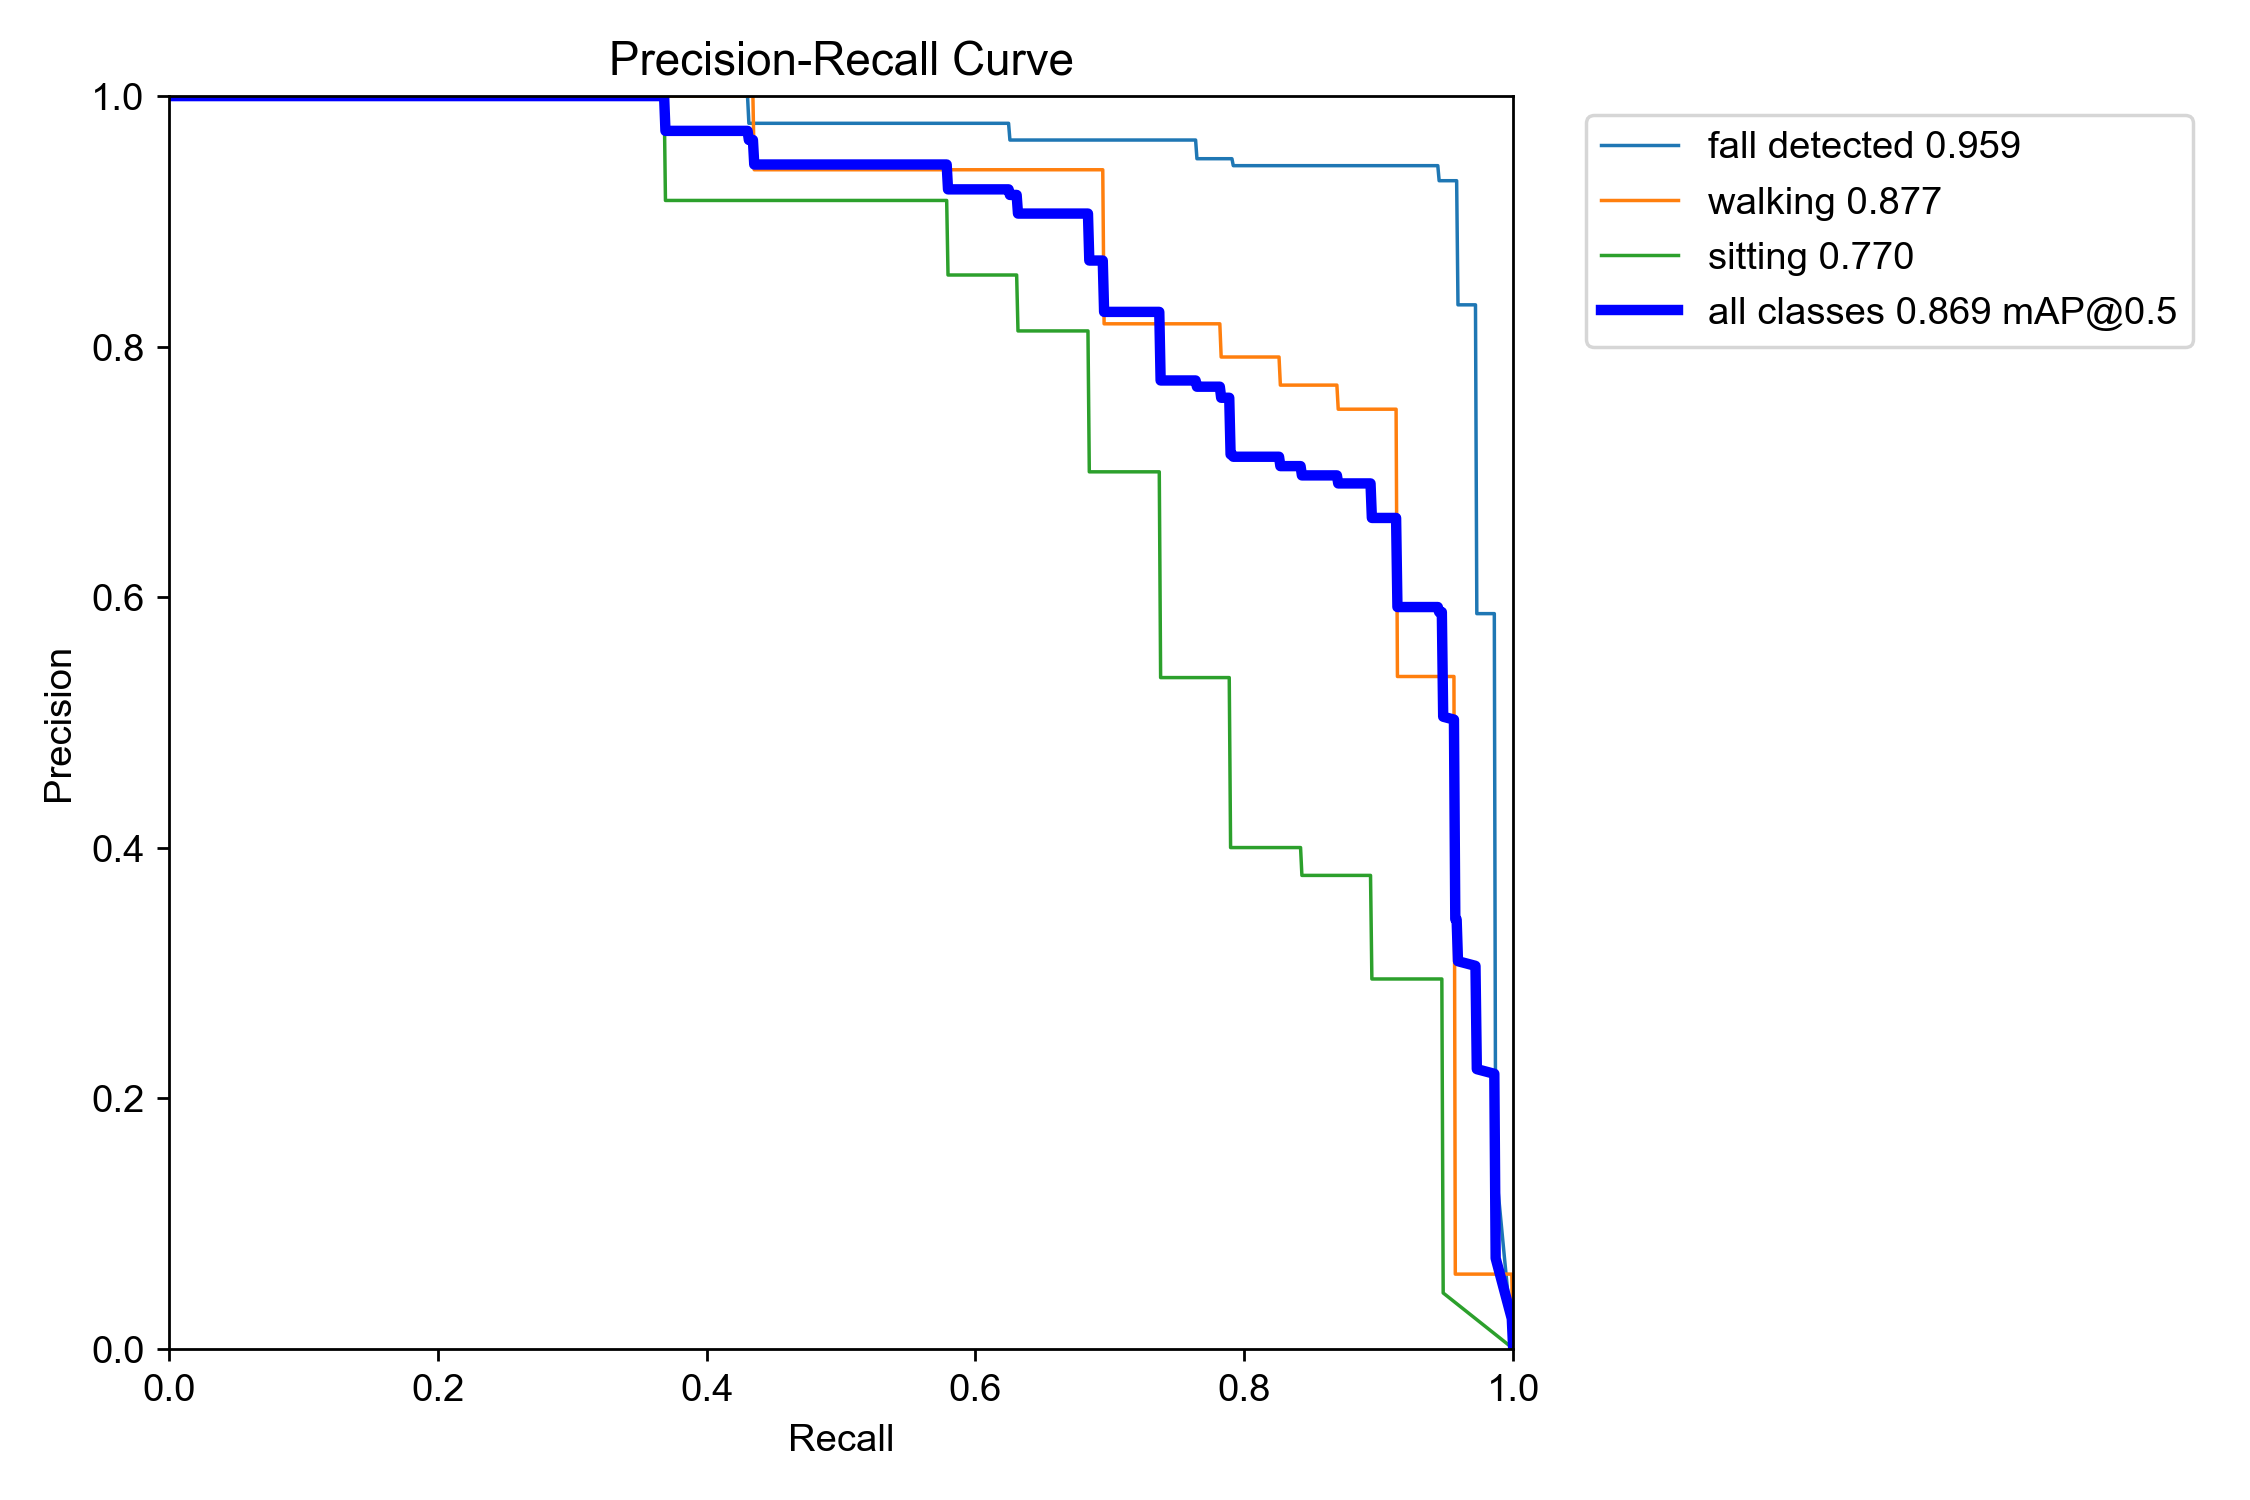 Precision-Recall Curve
1.0
0.8
0.6
0.4
0.2
0.0
Precision
0.0 0.2 0.4 0.6 0.8 1.0
Recall
fall detected 0.959
walking 0.877
sitting 0.770
all classes 0.869 mAP@0.5